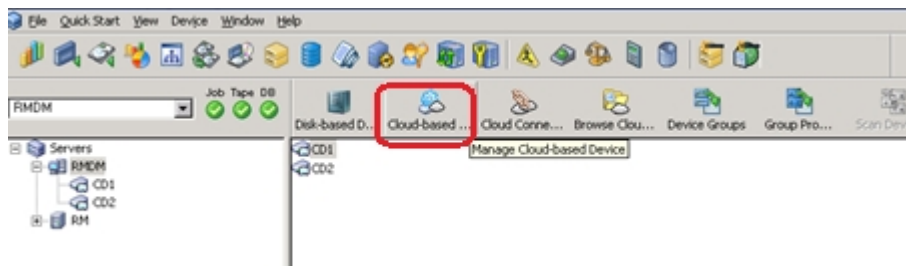 File Quick Start View Device Window Help
Job Tape DB
RMDM
Disk-based D... Cloud-based ... Cloud Conne... Browse Clou... Device Groups Group Pro... Scan Dev
Manage Cloud-based Device
Servers
RMDM
CD1
CD2
RM
CD1
CD2